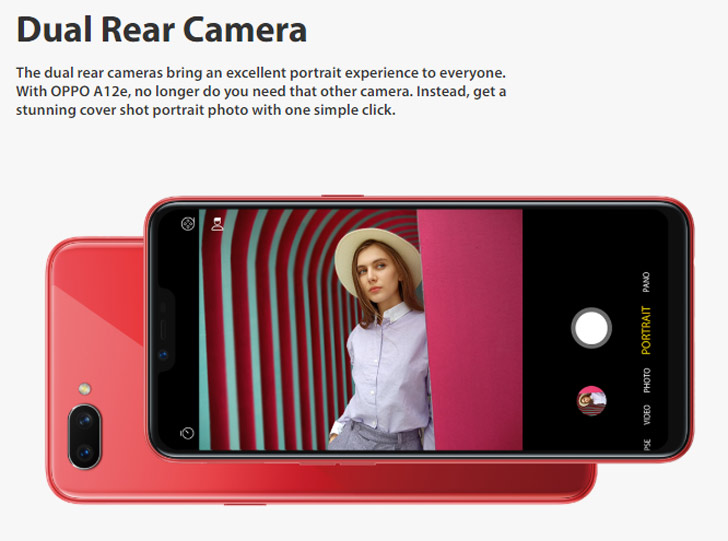 Dual Rear Camera
The dual rear cameras bring an excellent portrait experience to everyone.
With OPPO A12e, no longer do you need that other camera. Instead, get a
stunning cover shot portrait photo with one simple click.
PANO
PORTRAIT
PHOTO
VIDEO
PSE